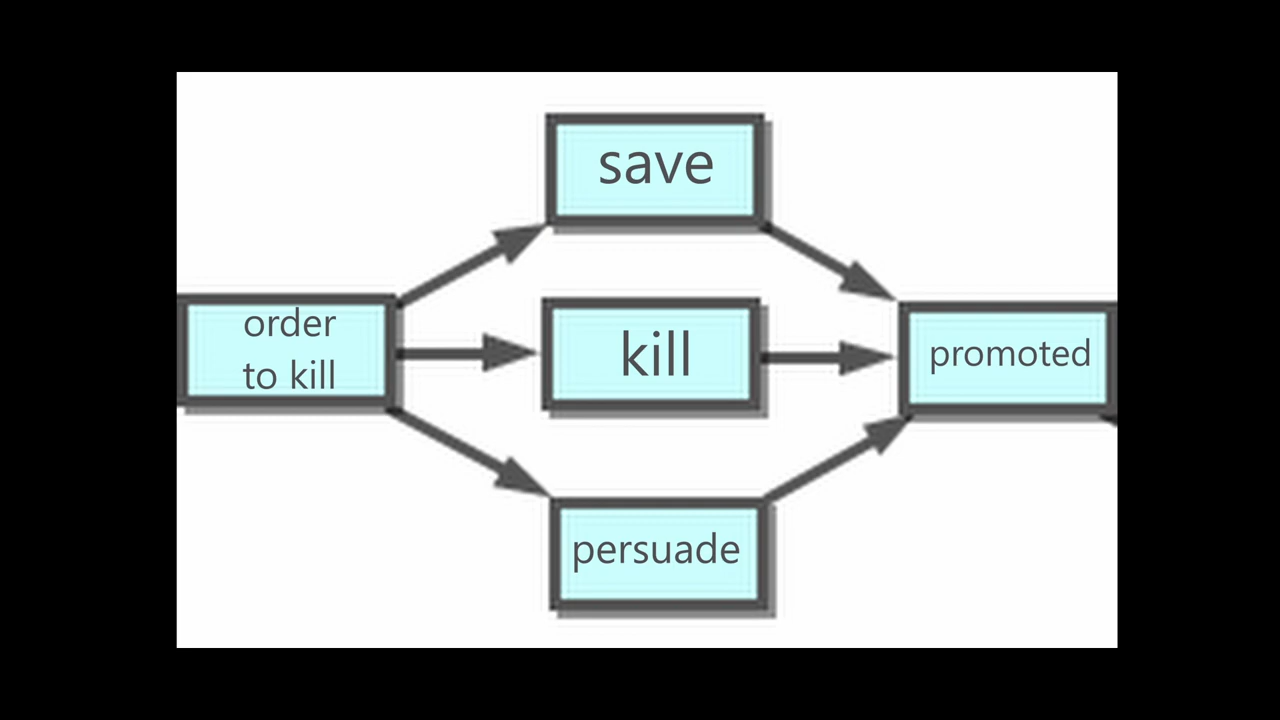 save
order
to kill
kill
promoted
persuade